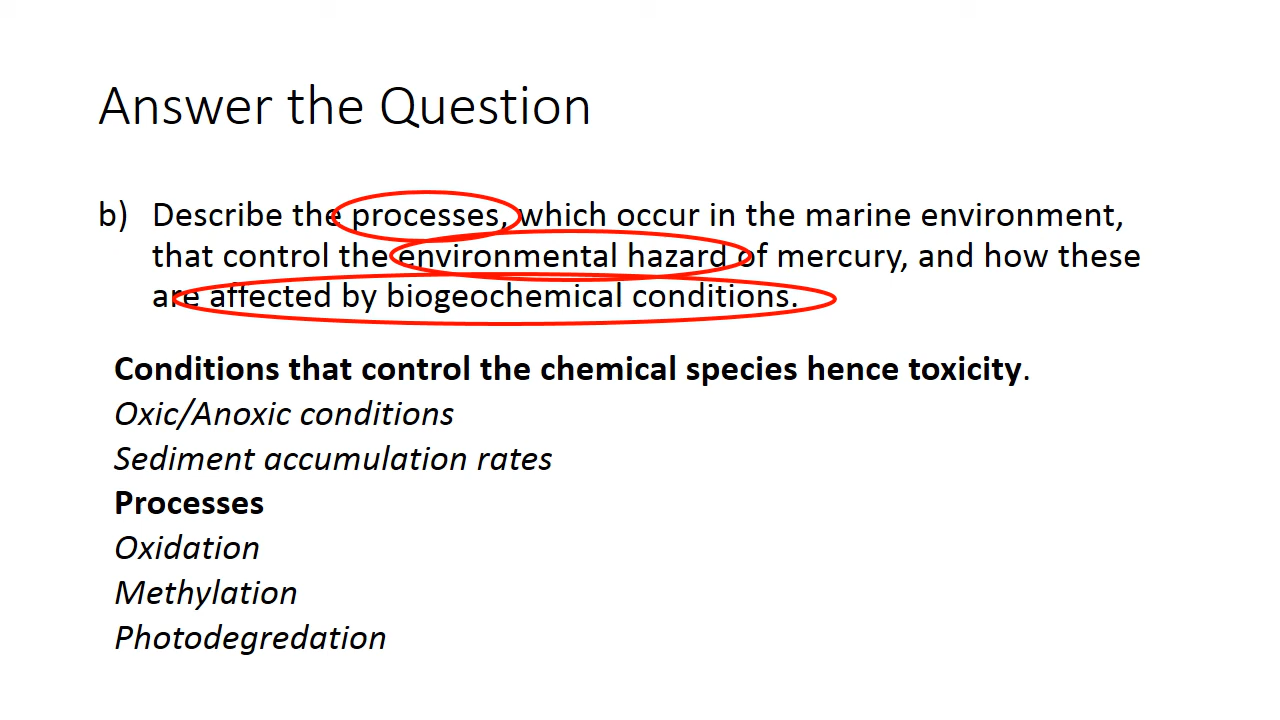 Answer the Question
b) Describe the processes, which occur in the marine environment,
that control the environmental hazard of mercury, and how these
are affected by biogeochemical conditions.
Conditions that control the chemical species hence toxicity.
Oxic/Anoxic conditions
Sediment accumulation rates
Processes
Oxidation
Methylation
Photodegredation